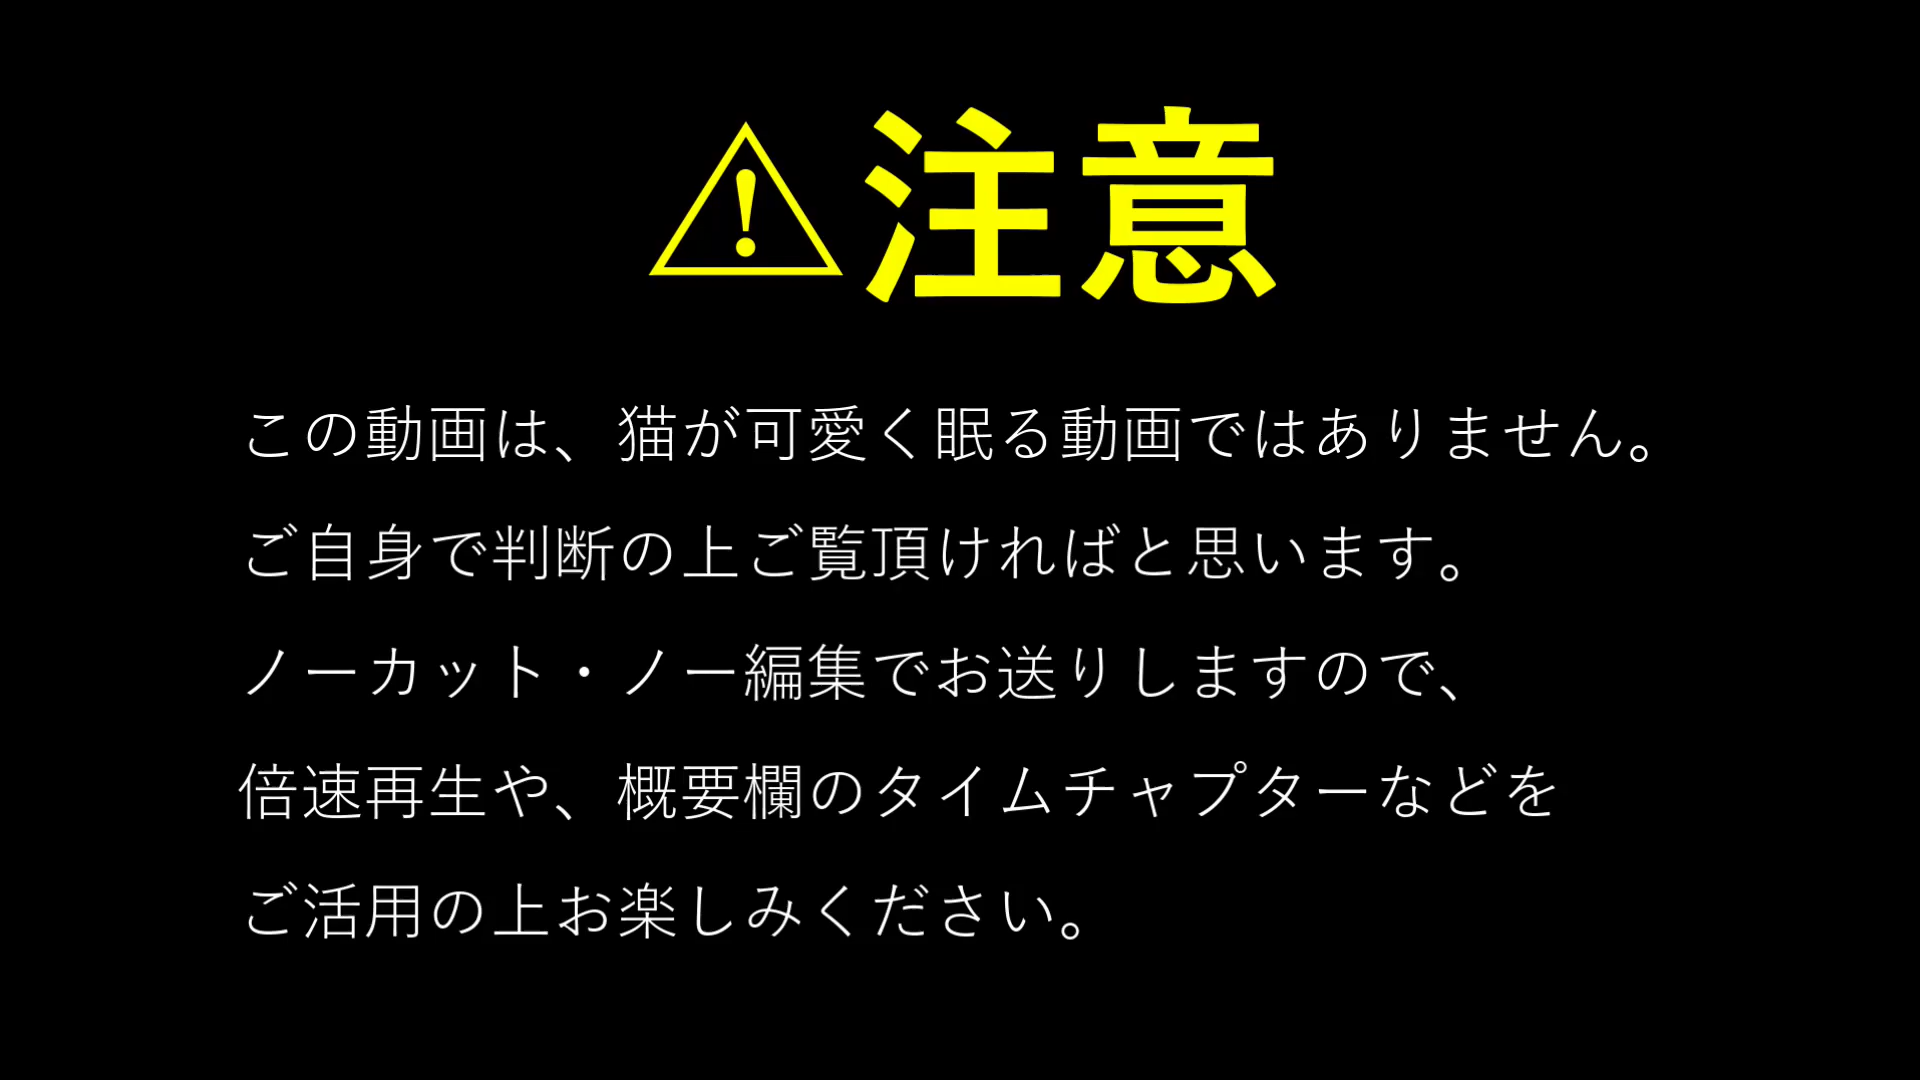 ⚠注意
この動画は、猫が可愛く眠る動画ではありません。
ご自身で判断の上ご覧頂ければと思います。
ノーカット・ノー編集でお送りしますので、
倍速再生や、概要欄のタイムチャプターなどを
ご活用の上お楽しみください。